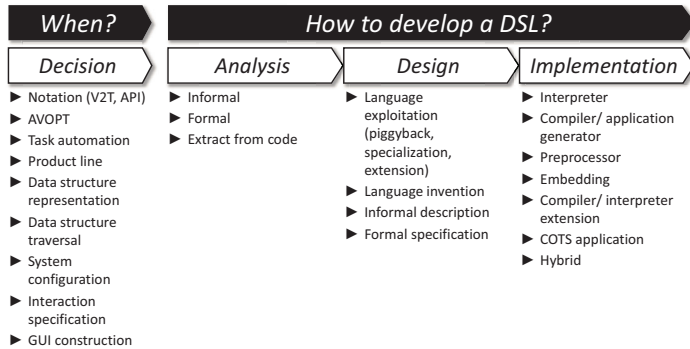 When?
How to develop a DSL?
Decision
Analysis
Design
Implementation
► Notation (V2T, API)
► AVOPT
► Task automation
► Product line
► Data structure
representation
► Data structure
traversal
► System
configuration
► Interaction
specification
► GUI construction
► Informal
► Formal
► Extract from code
► Language
exploitation
(piggyback,
specialization,
extension)
► Language invention
► Informal description
► Formal specification
► Interpreter
► Compiler/ application
generator
► Preprocessor
► Embedding
► Compiler/ interpreter
extension
► COTS application
► Hybrid